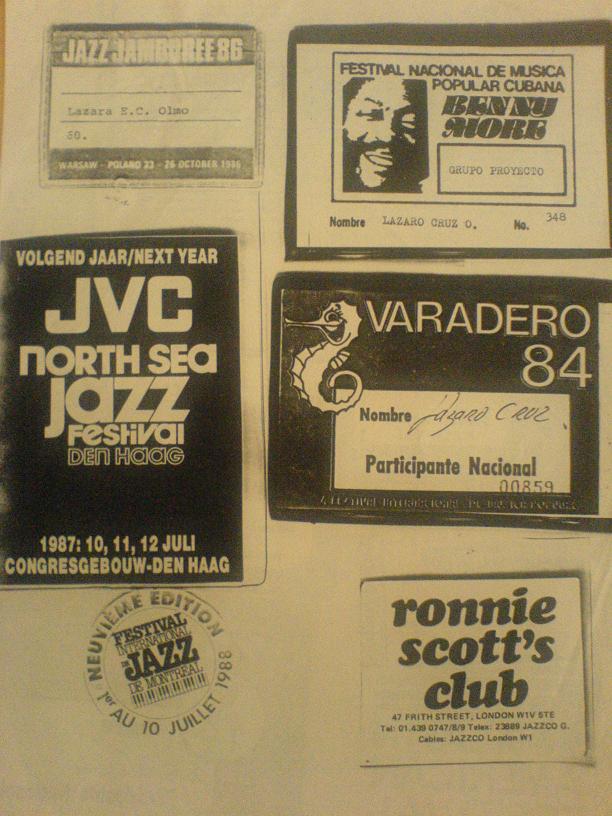 JAZZ JAMBOREE 86
Lazara E.C. Olmo
60.
WARSAW - POLAND 23 - 26 OCTOBER 1986
FESTIVAL NACIONAL DE MUSICA
POPULAR CUBANA
BENNY
MORE
GRUPO PROYECTO
Nombre LAZARO CRUZ O. No. 348
VOLGEND JAAR/NEXT YEAR
JVC
NORTH SEA
Jazz
Festival
DEN HAAG
1987: 10, 11, 12 JULI
CONGRESGEBOUW-DEN HAAG
VARADERO
84
Nombre Lázaro Cruz
Participante Nacional
00859
NEUVIÈME ÉDITION
FESTIVAL
INTERNATIONAL
DE JAZZ
DE MONTREAL
1er AU 10 JUILLET 1988
ronnie
scott's
club
47 FRITH STREET, LONDON W1V 5TE
Tel: 01.439 0747/8/9 Telex: 23889 JAZZCO G.
Cables: JAZZCO London W1